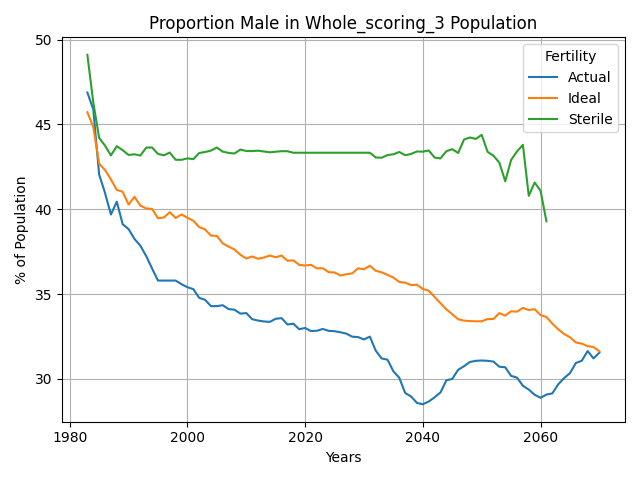 Proportion Male in Whole_scoring_3 Population
Fertility
Actual
Ideal
Sterile
% of Population
50
45
40
35
30
1980
2000
2020
2040
2060
Years